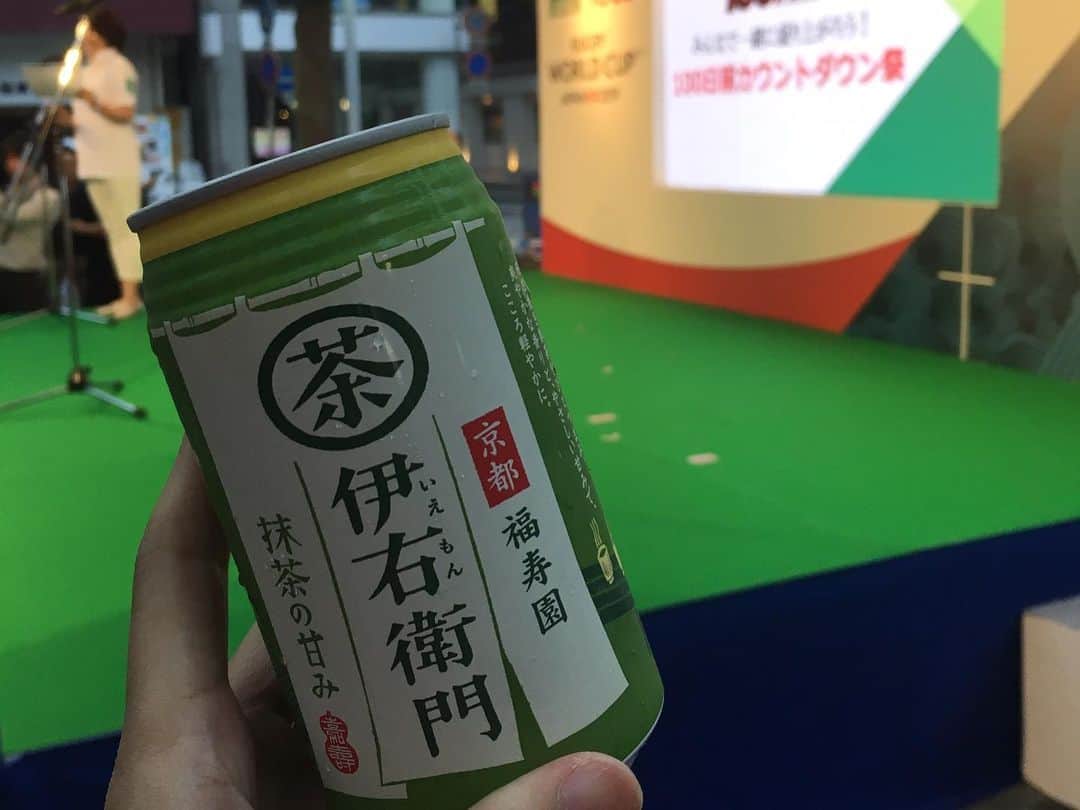 WORLD CUP
100日前カウントダウン祭
茶
京都
福寿園
伊右衛門
いえもん
抹茶の甘み
こころ軽やかに。